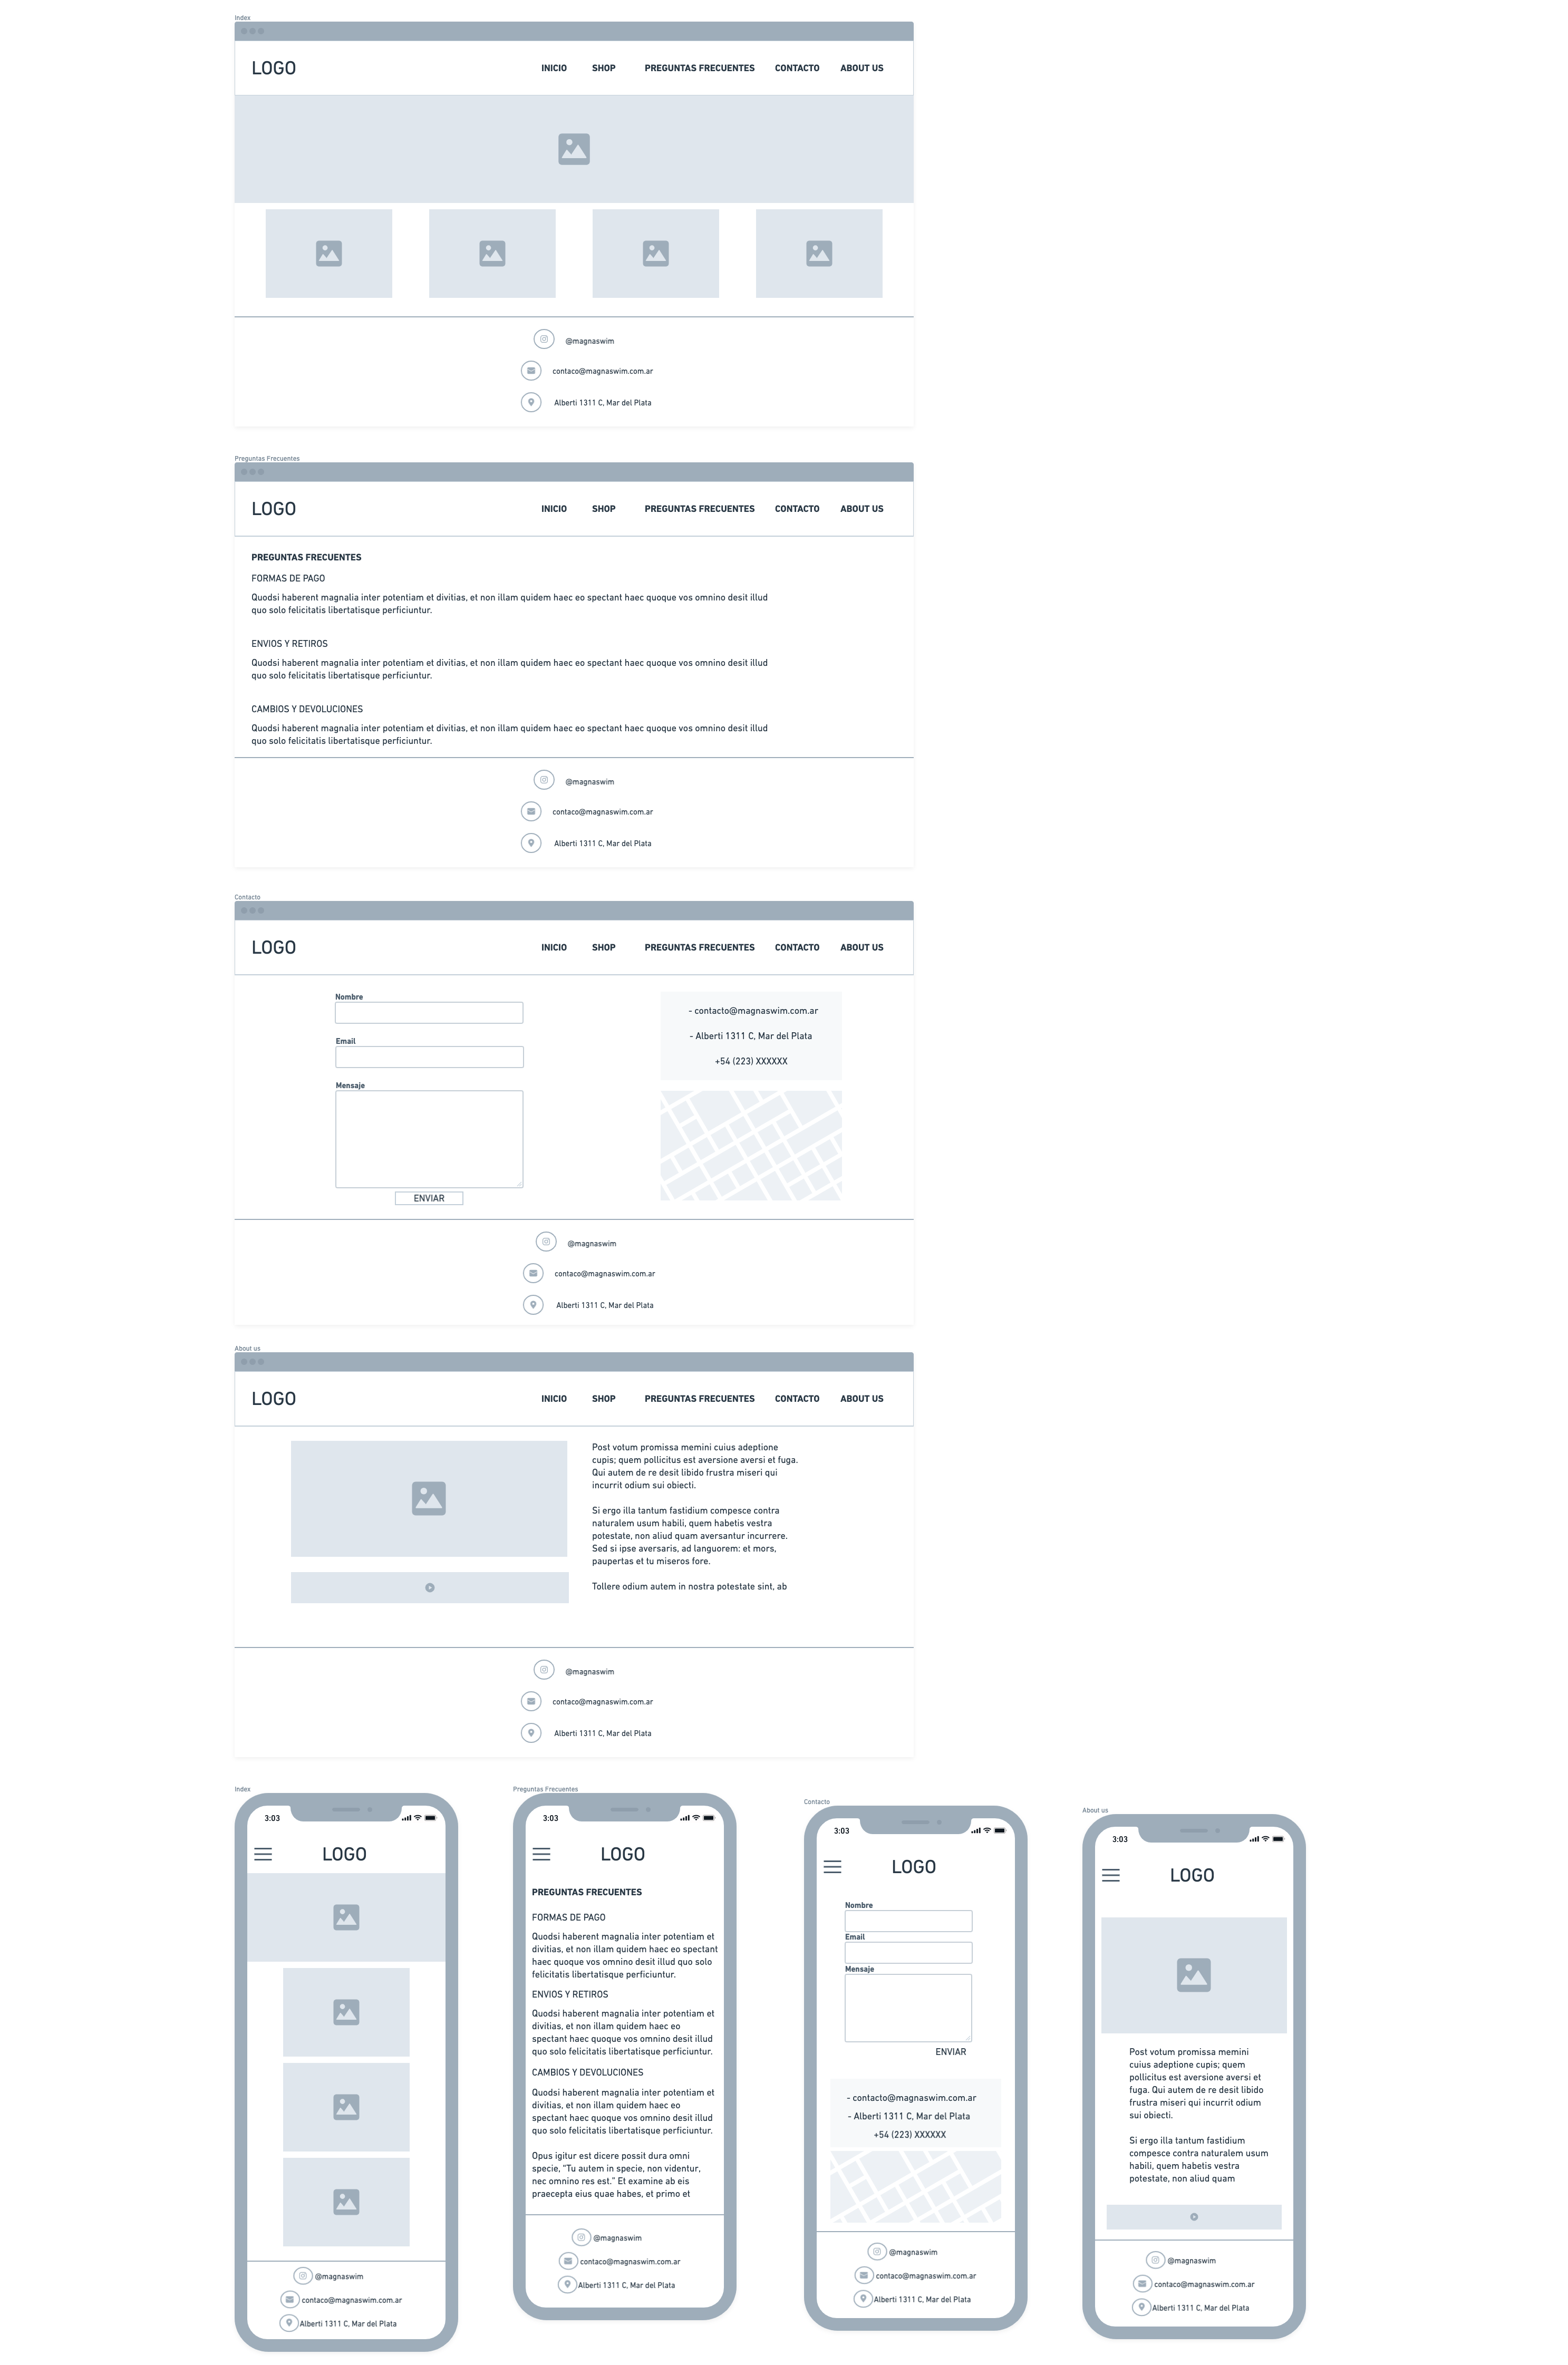 Index
LOGO
INICIO SHOP PREGUNTAS FRECUENTES CONTACTO ABOUT US
@magnaswim
contaco@magnaswim.com.ar
Alberti 1311 C, Mar del Plata
Preguntas Frecuentes
LOGO
INICIO SHOP PREGUNTAS FRECUENTES CONTACTO ABOUT US
PREGUNTAS FRECUENTES
FORMAS DE PAGO
Quodsi haberent magnalia inter potentiam et divitias, et non illam quidem haec eo spectant haec quoque vos omnino desit illud
quo solo felicitatis libertatisque perficiuntur.
ENVIOS Y RETIROS
Quodsi haberent magnalia inter potentiam et divitias, et non illam quidem haec eo spectant haec quoque vos omnino desit illud
quo solo felicitatis libertatisque perficiuntur.
CAMBIOS Y DEVOLUCIONES
Quodsi haberent magnalia inter potentiam et divitias, et non illam quidem haec eo spectant haec quoque vos omnino desit illud
quo solo felicitatis libertatisque perficiuntur.
@magnaswim
contaco@magnaswim.com.ar
Alberti 1311 C, Mar del Plata
Contacto
LOGO
INICIO SHOP PREGUNTAS FRECUENTES CONTACTO ABOUT US
Nombre
Email
Mensaje
ENVIAR
- contacto@magnaswim.com.ar
- Alberti 1311 C, Mar del Plata
+54 (223) XXXXXX
@magnaswim
contaco@magnaswim.com.ar
Alberti 1311 C, Mar del Plata
About us
LOGO
INICIO SHOP PREGUNTAS FRECUENTES CONTACTO ABOUT US
Post votum promissa memini cuius adeptione
cupis; quem pollicitus est aversione aversi et fuga.
Qui autem de re desit libido frustra miseri qui
incurrit odium sui obiecti.
Si ergo illa tantum fastidium compesce contra
naturalem usum habili, quem habetis vestra
potestate, non aliud quam aversantur incurrere.
Sed si ipse aversaris, ad languorem: et mors,
paupertas et tu miseros fore.
Tollere odium autem in nostra potestate sint, ab
@magnaswim
contaco@magnaswim.com.ar
Alberti 1311 C, Mar del Plata
Index
3:03
LOGO
@magnaswim
contaco@magnaswim.com.ar
Alberti 1311 C, Mar del Plata
Preguntas Frecuentes
3:03
LOGO
PREGUNTAS FRECUENTES
FORMAS DE PAGO
Quodsi haberent magnalia inter potentiam et
divitias, et non illam quidem haec eo spectant
haec quoque vos omnino desit illud quo solo
felicitatis libertatisque perficiuntur.
ENVIOS Y RETIROS
Quodsi haberent magnalia inter potentiam et
divitias, et non illam quidem haec eo
spectant haec quoque vos omnino desit illud
quo solo felicitatis libertatisque perficiuntur.
CAMBIOS Y DEVOLUCIONES
Quodsi haberent magnalia inter potentiam et
divitias, et non illam quidem haec eo
spectant haec quoque vos omnino desit illud
quo solo felicitatis libertatisque perficiuntur.
Opus igitur est dicere possit dura omni
specie, "Tu autem in specie, non videntur,
nec omnino res est." Et examine ab eis
praecepta eius quae habes, et primo et
@magnaswim
contaco@magnaswim.com.ar
Alberti 1311 C, Mar del Plata
Contacto
3:03
LOGO
Nombre
Email
Mensaje
ENVIAR
- contacto@magnaswim.com.ar
- Alberti 1311 C, Mar del Plata
+54 (223) XXXXXX
@magnaswim
contaco@magnaswim.com.ar
Alberti 1311 C, Mar del Plata
About us
3:03
LOGO
Post votum promissa memini
cuius adeptione cupis; quem
pollicitus est aversione aversi et
fuga. Qui autem de re desit libido
frustra miseri qui incurrit odium
sui obiecti.
Si ergo illa tantum fastidium
compesce contra naturalem usum
habili, quem habetis vestra
potestate, non aliud quam
@magnaswim
contaco@magnaswim.com.ar
Alberti 1311 C, Mar del Plata